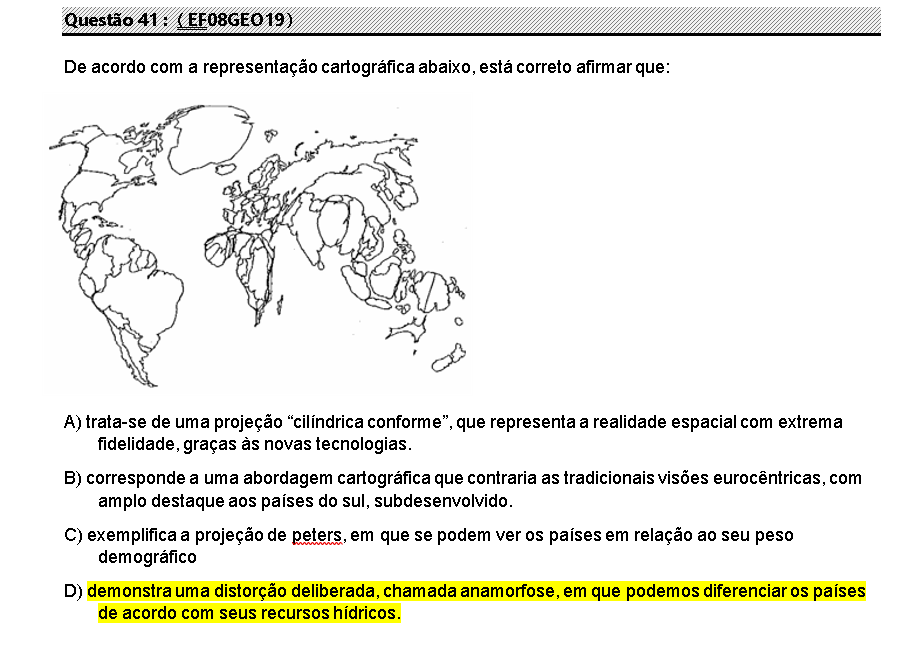 Questão 41 : ( EF08GEO19)
De acordo com a representação cartográfica abaixo, está correto afirmar que:
A) trata-se de uma projeção “cilíndrica conforme”, que representa a realidade espacial com extrema
fidelidade, graças às novas tecnologias.
B) corresponde a uma abordagem cartográfica que contraria as tradicionais visões eurocêntricas, com
amplo destaque aos países do sul, subdesenvolvido.
C) exemplifica a projeção de peters, em que se podem ver os países em relação ao seu peso
demográfico
D) demonstra uma distorção deliberada, chamada anamorfose, em que podemos diferenciar os países
de acordo com seus recursos hídricos.